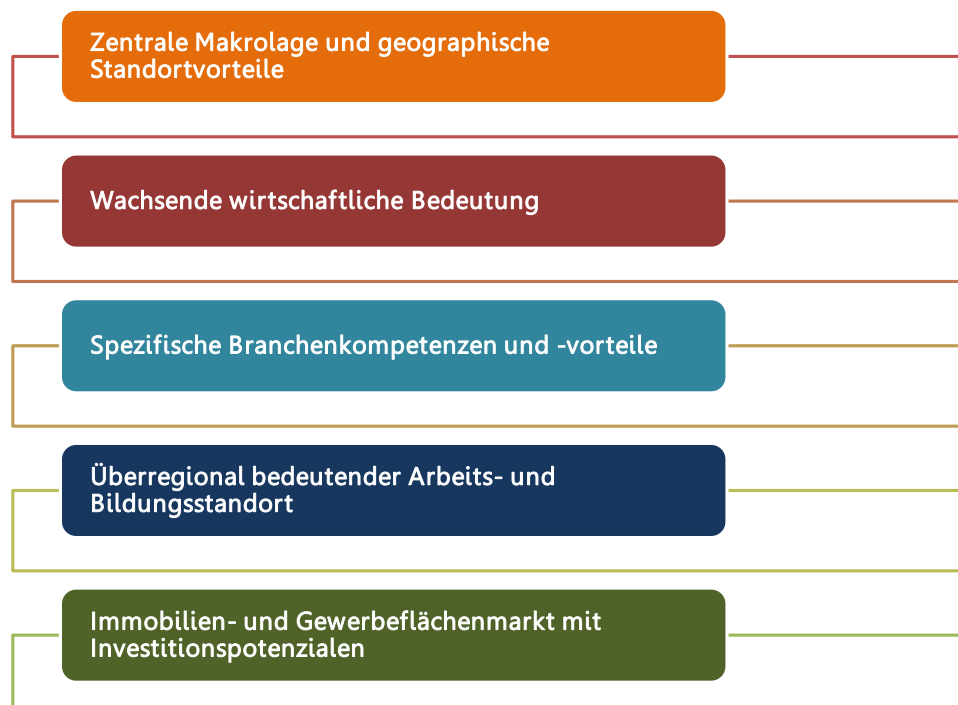 Zentrale Makrolage und geographische
Standortvorteile
Wachsende wirtschaftliche Bedeutung
Spezifische Branchenkompetenzen und -vorteile
Überregional bedeutender Arbeits- und
Bildungsstandort
Immobilien- und Gewerbeflächenmarkt mit
Investitionspotenzialen